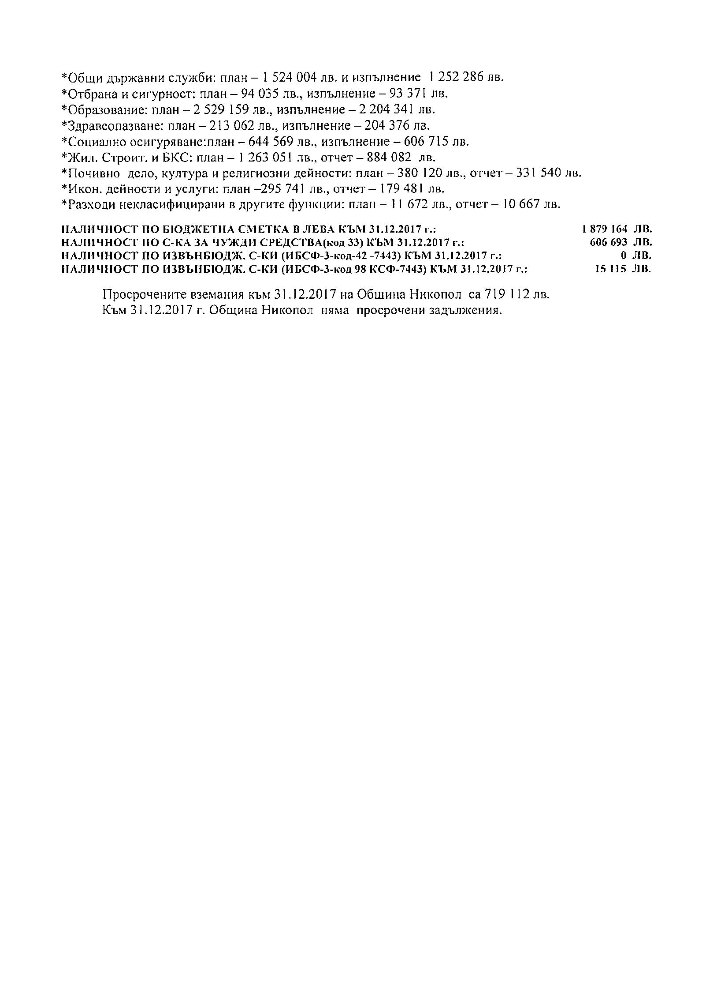 *Общи държавни служби: план – 1 524 004 лв. и изпълнение 1 252 286 лв.
*Отбрана и сигурност: план – 94 035 лв., изпълнение – 93 371 лв.
*Образование: план – 2 529 159 лв., изпълнение – 2 204 341 лв.
*Здравеопазване: план – 213 062 лв., изпълнение – 204 376 лв.
*Социално осигуряване:план – 644 569 лв., изпълнение – 606 715 лв.
*Жил. Строит. и БКС: план – 1 263 051 лв., отчет – 884 082 лв.
*Почивно дело, култура и религиозни дейности: план – 380 120 лв., отчет – 331 540 лв.
*Икон. дейности и услуги: план –295 741 лв., отчет – 179 481 лв.
*Разходи некласифицирани в другите функции: план – 11 672 лв., отчет – 10 667 лв.
НАЛИЧНОСТ ПО БЮДЖЕТНА СМЕТКА В ЛЕВА КЪМ 31.12.2017 г.: 1 879 164 ЛВ.
НАЛИЧНОСТ ПО С-КА ЗА ЧУЖДИ СРЕДСТВА(код 33) КЪМ 31.12.2017 г.: 606 693 ЛВ.
НАЛИЧНОСТ ПО ИЗВЪНБЮДЖ. С-КИ (ИБСФ-3-код-42 -7443) КЪМ 31.12.2017 г.: 0 ЛВ.
НАЛИЧНОСТ ПО ИЗВЪНБЮДЖ. С-КИ (ИБСФ-3-код 98 КСФ-7443) КЪМ 31.12.2017 г.: 15 115 ЛВ.
Просрочените вземания към 31.12.2017 на Община Никопол са 719 112 лв.
Към 31.12.2017 г. Община Никопол няма просрочени задължения.